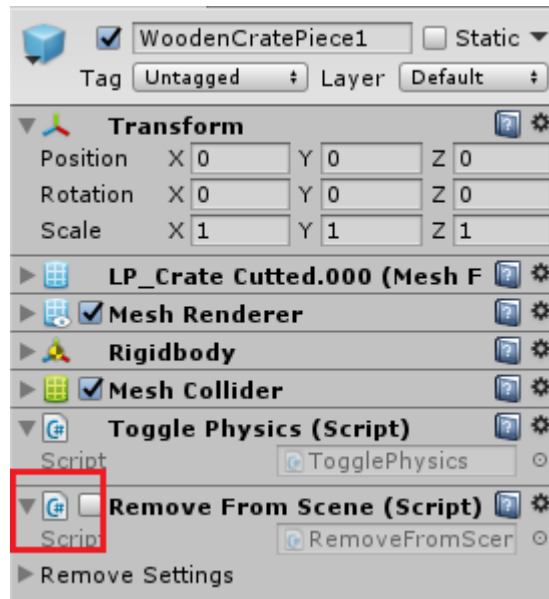 WoodenCratePiece1 Static
Tag Untagged Layer Default
Transform
Position X 0 Y 0 Z 0
Rotation X 0 Y 0 Z 0
Scale X 1 Y 1 Z 1
LP_Crate Cutted.000 (Mesh F
Mesh Renderer
Rigidbody
Mesh Collider
Toggle Physics (Script)
Script TogglePhysics
Remove From Scene (Script)
Script RemoveFromScer
Remove Settings